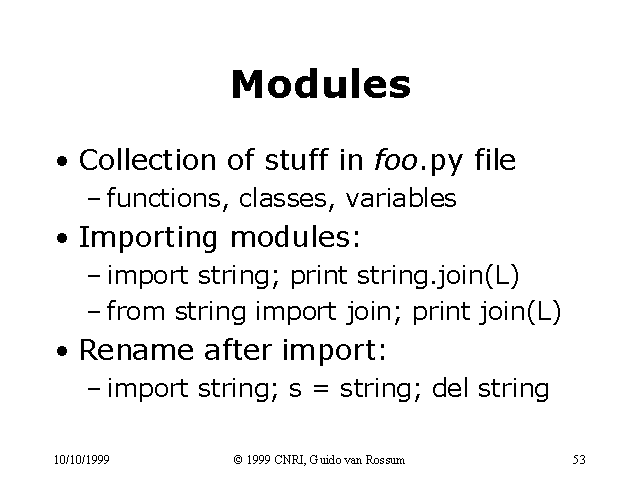 Modules
• Collection of stuff in foo.py file
– functions, classes, variables
• Importing modules:
– import string; print string.join(L)
– from string import join; print join(L)
• Rename after import:
– import string; s = string; del string
10/10/1999
© 1999 CNRI, Guido van Rossum
53